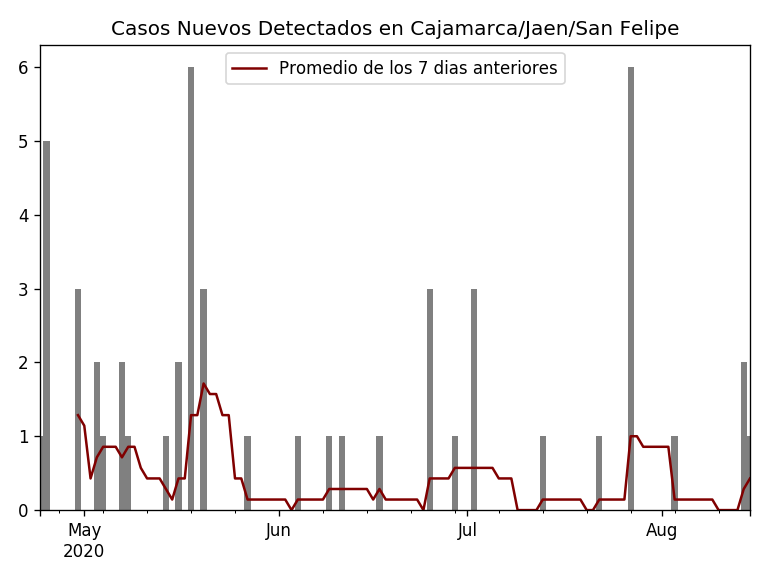 Casos Nuevos Detectados en Cajamarca/Jaen/San Felipe
Promedio de los 7 dias anteriores
6
5
4
3
2
1
0
May
2020
Jun
Jul
Aug